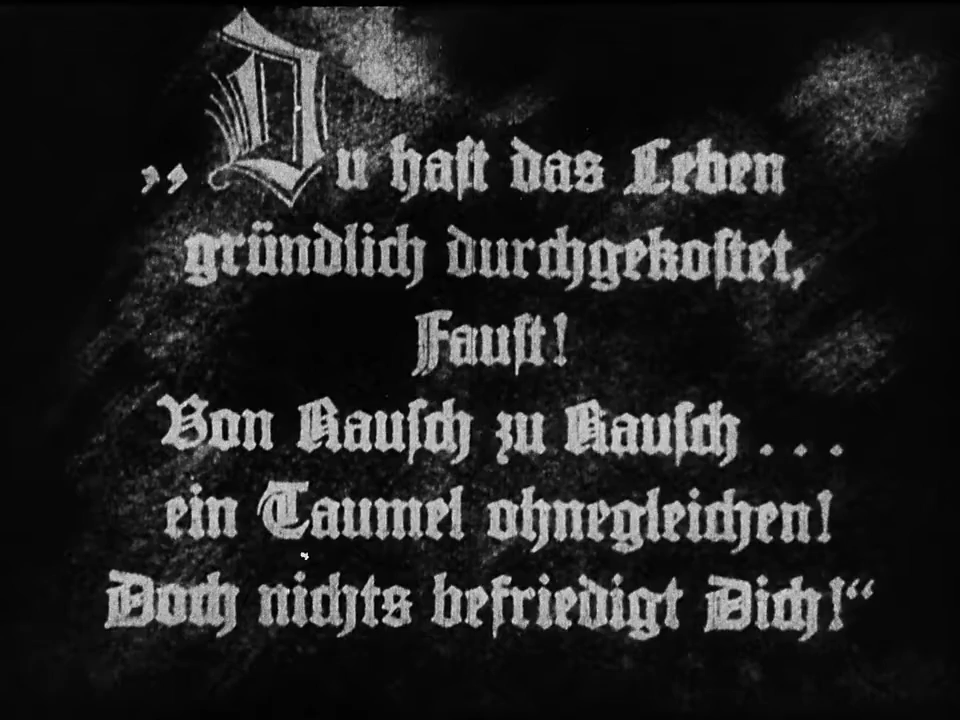 „Du hast das Leben
gründlich durchgekostet,
Faust!
Von Rausch zu Rausch . . .
ein Taumel ohnegleichen!
Doch nichts befriedigt Dich!“